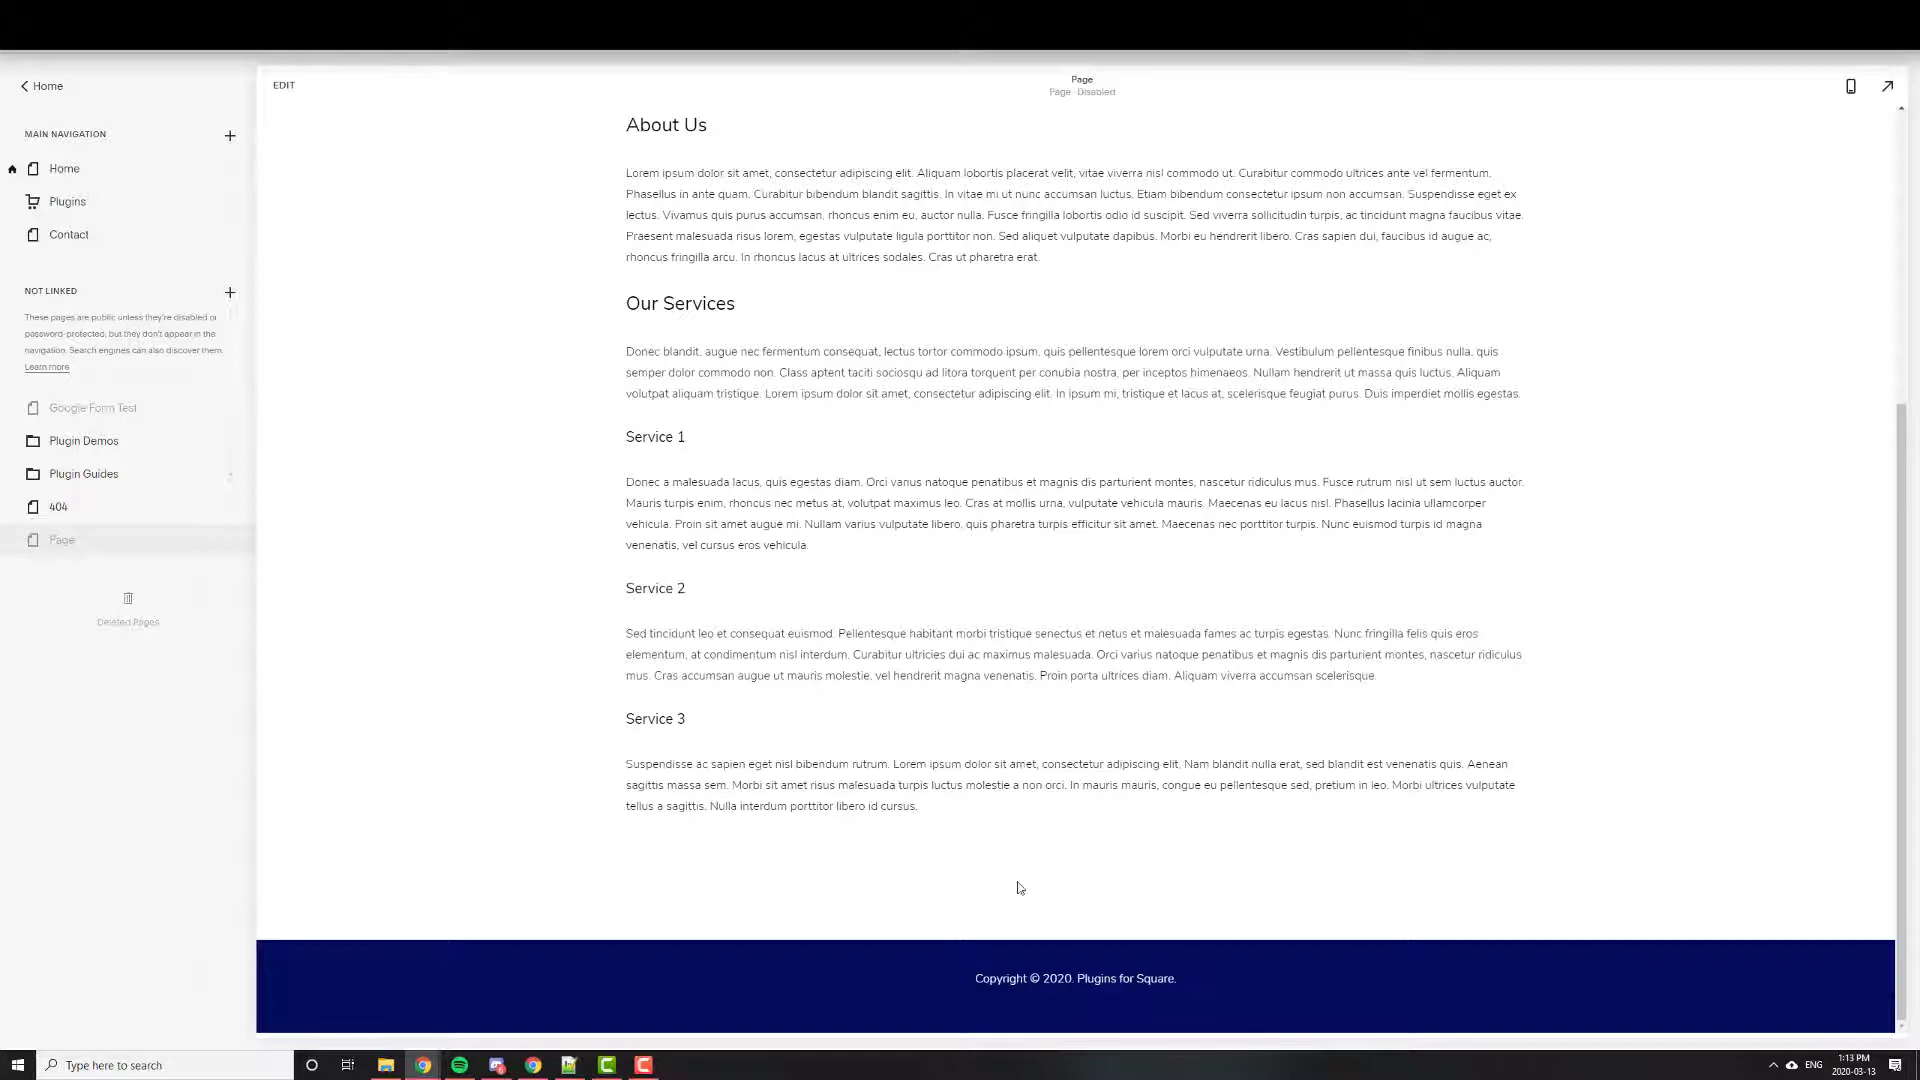 Home
MAIN NAVIGATION
Home
Plugins
Contact
NOT LINKED
These pages are public unless they're disabled or
password-protected, but they don't appear in the
navigation. Search engines can also discover them.
Learn more
Google Form Test
Plugin Demos
Plugin Guides
404
Page
Deleted Pages
EDIT
Page
Page · Disabled
About Us
Lorem ipsum dolor sit amet, consectetur adipiscing elit. Aliquam lobortis placerat velit, vitae viverra nisl commodo ut. Curabitur commodo ultrices ante vel fermentum.
Phasellus in ante quam. Curabitur bibendum blandit sagittis. In vitae mi ut nunc accumsan luctus. Etiam bibendum consectetur ipsum non accumsan. Suspendisse eget ex
lectus. Vivamus quis purus accumsan, rhoncus enim eu, auctor nulla. Fusce fringilla lobortis odio id suscipit. Sed viverra sollicitudin turpis, ac tincidunt magna faucibus vitae.
Praesent malesuada risus lorem, egestas vulputate ligula porttitor non. Sed aliquet vulputate dapibus. Morbi eu hendrerit libero. Cras sapien dui, faucibus id augue ac,
rhoncus fringilla arcu. In rhoncus lacus at ultrices sodales. Cras ut pharetra erat.
Our Services
Donec blandit, augue nec fermentum consequat, lectus tortor commodo ipsum, quis pellentesque lorem orci vulputate urna. Vestibulum pellentesque finibus nulla, quis
semper dolor commodo non. Class aptent taciti sociosqu ad litora torquent per conubia nostra, per inceptos himenaeos. Nullam hendrerit ut massa quis luctus. Aliquam
volutpat aliquam tristique. Lorem ipsum dolor sit amet, consectetur adipiscing elit. In ipsum mi, tristique et lacus at, scelerisque feugiat purus. Duis imperdiet mollis egestas.
Service 1
Donec a malesuada lacus, quis egestas diam. Orci varius natoque penatibus et magnis dis parturient montes, nascetur ridiculus mus. Fusce rutrum nisl ut sem luctus auctor.
Mauris turpis enim, rhoncus nec metus at, volutpat maximus leo. Cras at mollis urna, vulputate vehicula mauris. Maecenas eu lacus nisl. Phasellus lacinia ullamcorper
vehicula. Proin sit amet augue mi. Nullam varius vulputate libero, quis pharetra turpis efficitur sit amet. Maecenas nec porttitor turpis. Nunc euismod turpis id magna
venenatis, vel cursus eros vehicula.
Service 2
Sed tincidunt leo et consequat euismod. Pellentesque habitant morbi tristique senectus et netus et malesuada fames ac turpis egestas. Nunc fringilla felis quis eros
elementum, at condimentum nisl interdum. Curabitur ultricies dui ac maximus malesuada. Orci varius natoque penatibus et magnis dis parturient montes, nascetur ridiculus
mus. Cras accumsan augue ut mauris molestie, vel hendrerit magna venenatis. Proin porta ultrices diam. Aliquam viverra accumsan scelerisque.
Service 3
Suspendisse ac sapien eget nisl bibendum rutrum. Lorem ipsum dolor sit amet, consectetur adipiscing elit. Nam blandit nulla erat, sed blandit est venenatis quis. Aenean
sagittis massa sem. Morbi sit amet risus malesuada turpis luctus molestie a non orci. In mauris mauris, congue eu pellentesque sed, pretium in leo. Morbi ultrices vulputate
tellus a sagittis. Nulla interdum porttitor libero id cursus.
Copyright © 2020. Plugins for Square.
Type here to search
ENG
1:13 PM
2020-03-13